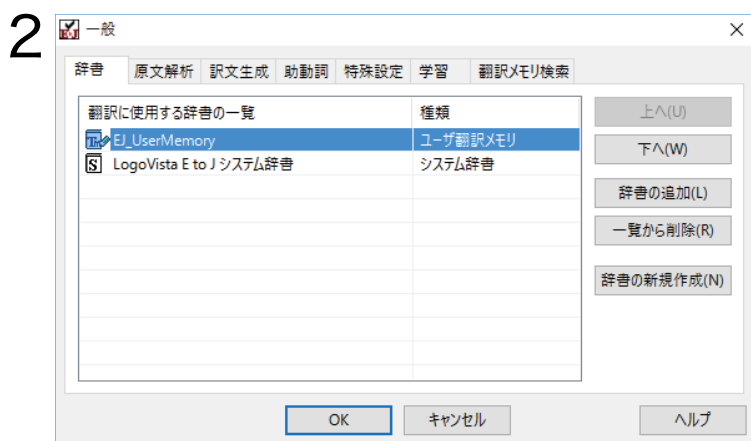 2
一般
辞書 原文解析 訳文生成 助動詞 特殊設定 学習 翻訳メモリ検索
翻訳に使用する辞書の一覧 種類
EJ_UserMemory ユーザ翻訳メモリ
LogoVista E to J システム辞書 システム辞書
上へ(U)
下へ(W)
辞書の追加(L)
一覧から削除(R)
辞書の新規作成(N)
OK キャンセル ヘルプ